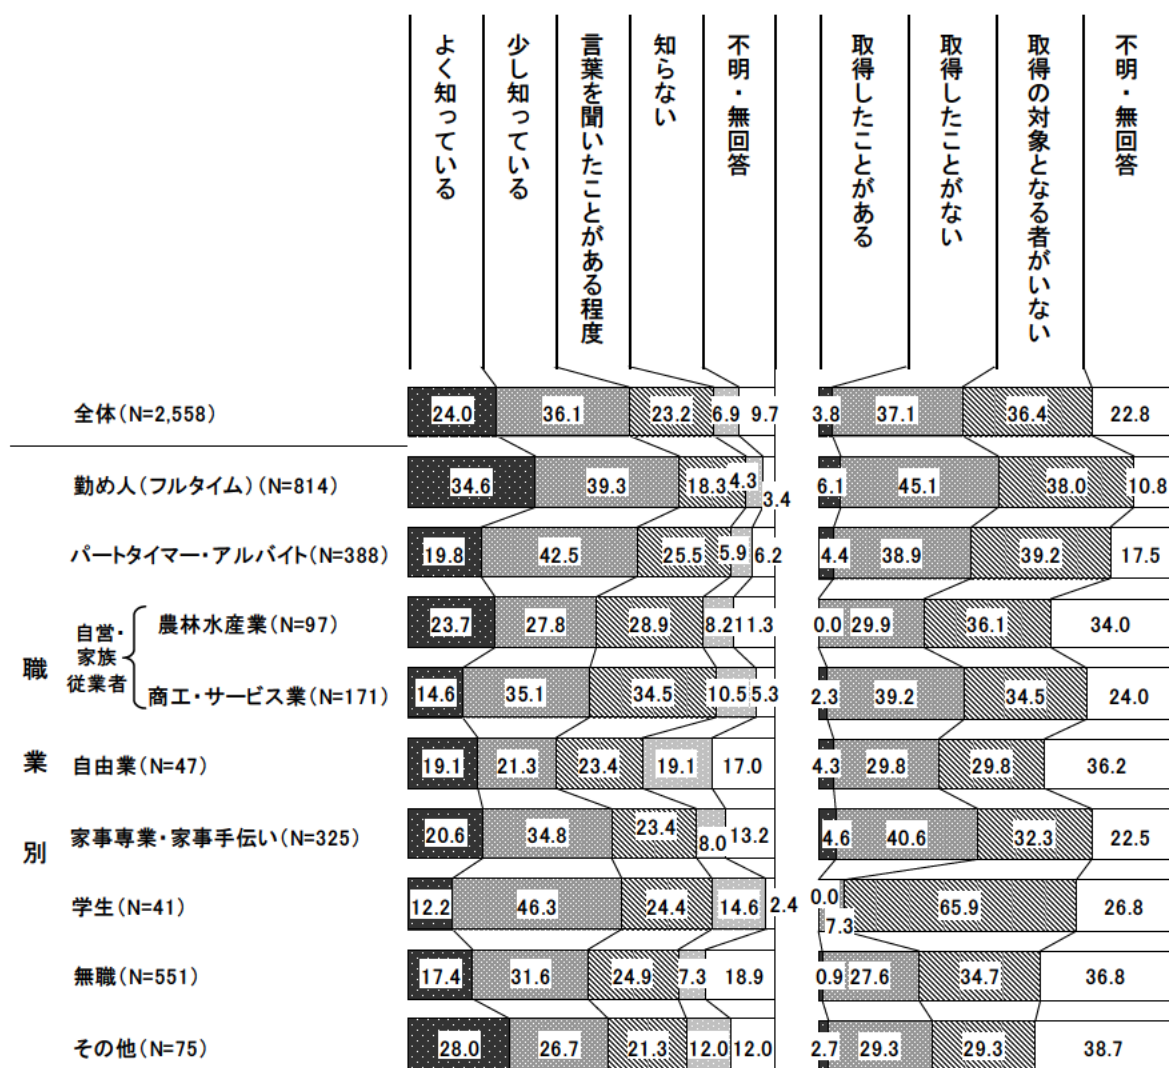 よく知っている
少し知っている
言葉を聞いたことがある程度
知らない
不明・無回答
取得したことがある
取得したことがない
取得の対象となる者がいない
不明・無回答
全体(N=2,558) 24.0 36.1 23.2 6.9 9.7 3.8 37.1 36.4 22.8
職業別
勤め人(フルタイム)(N=814) 34.6 39.3 18.3 4.3 3.4 6.1 45.1 38.0 10.8
パートタイマー・アルバイト(N=388) 19.8 42.5 25.5 5.9 6.2 4.4 38.9 39.2 17.5
自営・
家族
従業者
農林水産業(N=97) 23.7 27.8 28.9 8.2 11.3 0.0 29.9 36.1 34.0
商工・サービス業(N=171) 14.6 35.1 34.5 10.5 5.3 2.3 39.2 34.5 24.0
自由業(N=47) 19.1 21.3 23.4 19.1 17.0 4.3 29.8 29.8 36.2
家事専業・家事手伝い(N=325) 20.6 34.8 23.4 8.0 13.2 4.6 40.6 32.3 22.5
学生(N=41) 12.2 46.3 24.4 14.6 2.4 0.0 7.3 65.9 26.8
無職(N=551) 17.4 31.6 24.9 7.3 18.9 0.9 27.6 34.7 36.8
その他(N=75) 28.0 26.7 21.3 12.0 12.0 2.7 29.3 29.3 38.7